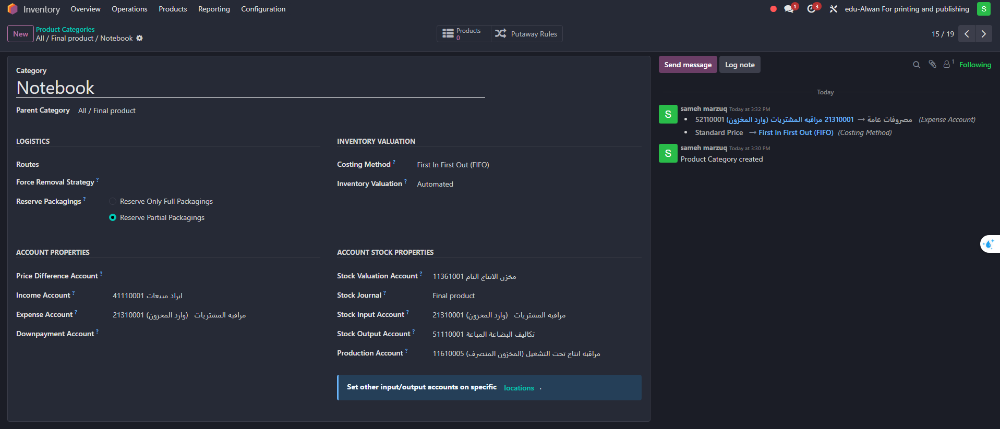 Inventory Overview Operations Products Reporting Configuration 1 3 edu-Alwan For printing and publishing S
New Product Categories
All / Final product / Notebook
Products
0
Putaway Rules
15 / 19
Category
Notebook
Parent Category All / Final product
LOGISTICS
Routes
Force Removal Strategy ?
Reserve Packagings ? Reserve Only Full Packagings
Reserve Partial Packagings
INVENTORY VALUATION
Costing Method ? First In First Out (FIFO)
Inventory Valuation ? Automated
ACCOUNT PROPERTIES
Price Difference Account ?
Income Account ? 41110001 ايراد مبيعات
Expense Account ? 21310001 مراقبه المشتريات (وارد المخزون)
Downpayment Account ?
ACCOUNT STOCK PROPERTIES
Stock Valuation Account ? 11361001 مخزن الانتاج التام
Stock Journal ? Final product
Stock Input Account ? 21310001 مراقبه المشتريات (وارد المخزون)
Stock Output Account ? 51110001 تكاليف البضاعة المباعة
Production Account ? 11610005 مراقبه انتاج تحت التشغيل (المخزون المنصرف)
Set other input/output accounts on specific locations .
Send message Log note 1 Following
Today
S
sameh marzuq Today at 3:32 PM
• 52110001 مصروفات عامة → 21310001 مراقبه المشتريات (وارد المخزون) (Expense Account)
• Standard Price → First In First Out (FIFO) (Costing Method)
S
sameh marzuq Today at 3:30 PM
Product Category created